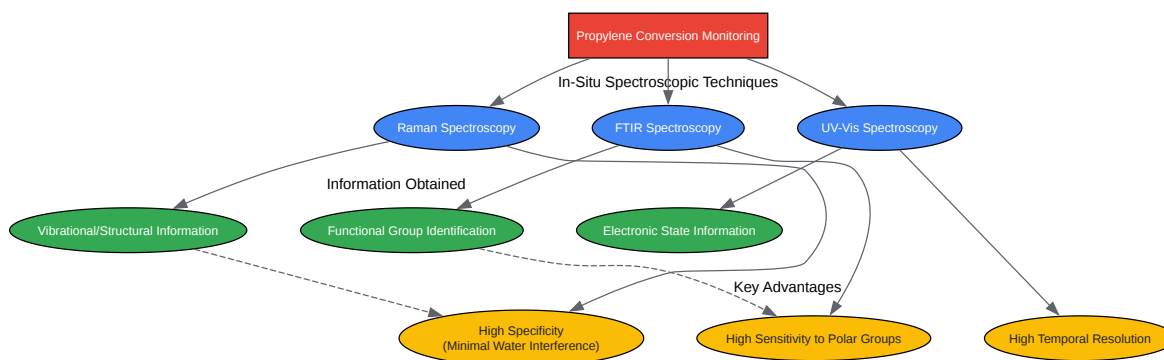 Propylene Conversion Monitoring
In-Situ Spectroscopic Techniques
Raman Spectroscopy
FTIR Spectroscopy
UV-Vis Spectroscopy
Information Obtained
Vibrational/Structural Information
Functional Group Identification
Electronic State Information
Key Advantages
High Specificity
(Minimal Water Interference)
High Sensitivity to Polar Groups
High Temporal Resolution